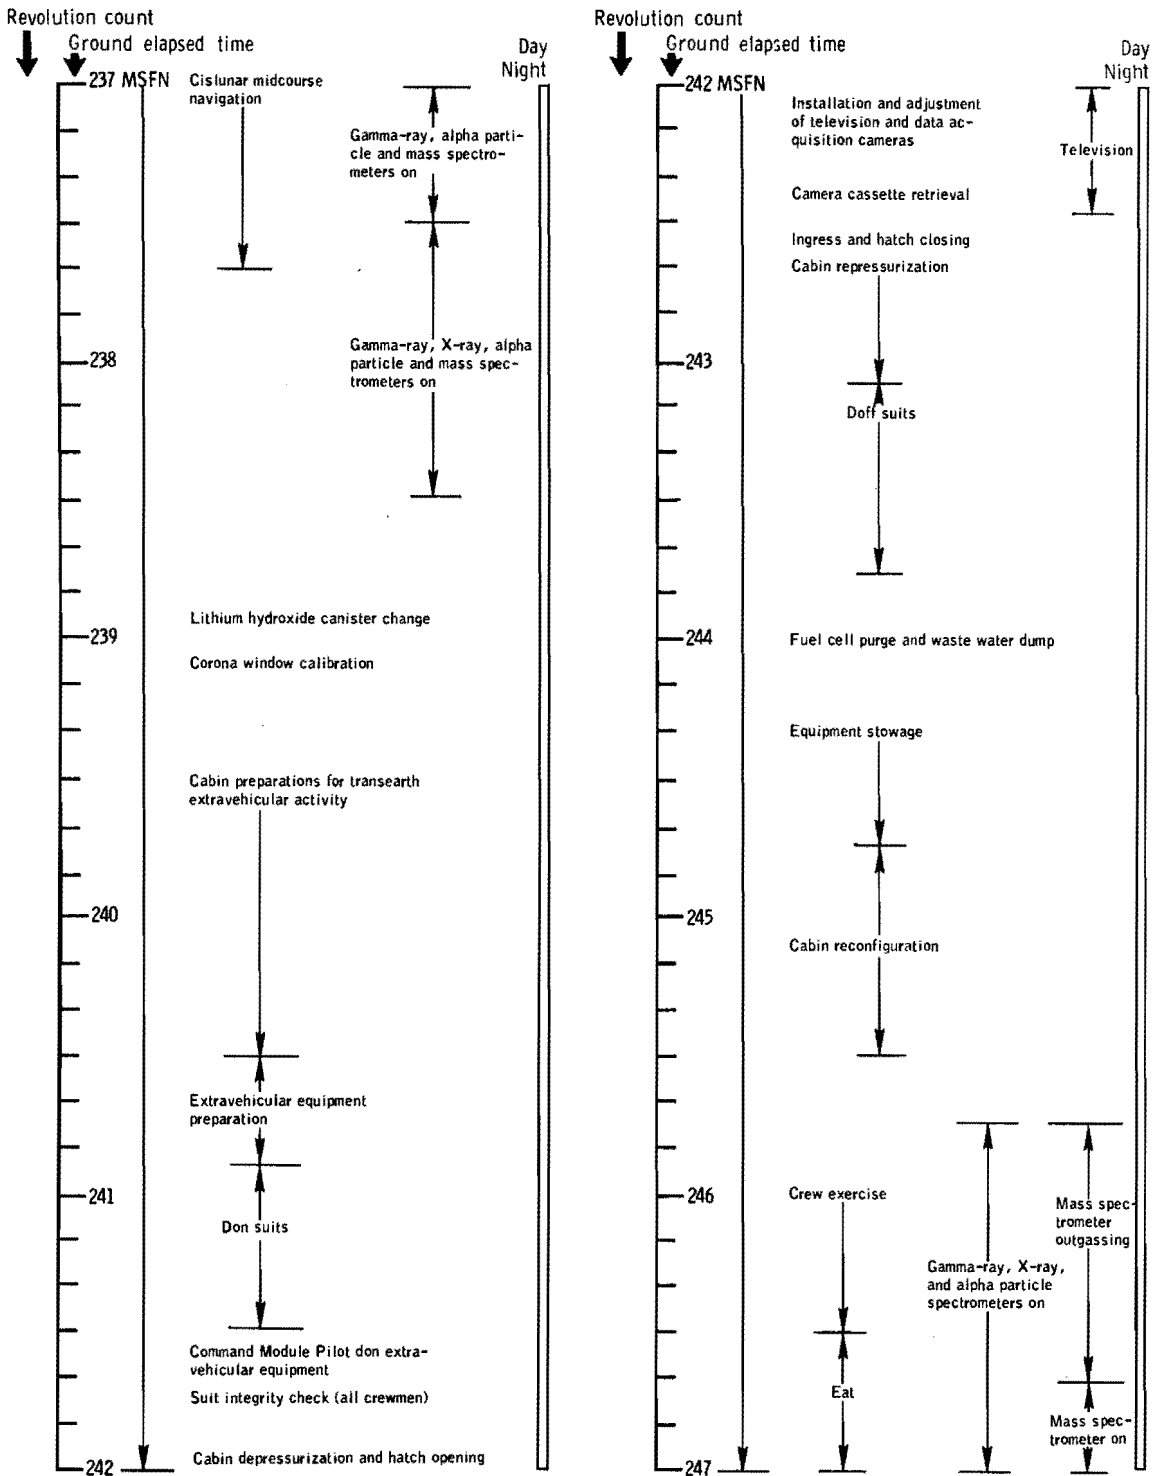 Revolution count
Ground elapsed time
Day
Night
237 MSFN
Cislunar midcourse
navigation
Gamma-ray, alpha parti-
cle and mass spectro-
meters on
238
Gamma-ray, X-ray, alpha
particle and mass spec-
trometers on
Lithium hydroxide canister change
239
Corona window calibration
Cabin preparations for transearth
extravehicular activity
240
Extravehicular equipment
preparation
241
Don suits
Command Module Pilot don extra-
vehicular equipment
Suit integrity check (all crewmen)
Cabin depressurization and hatch opening
242
Revolution count
Ground elapsed time
Day
Night
242 MSFN
Installation and adjustment
of television and data ac-
quisition cameras
Television
Camera cassette retrieval
Ingress and hatch closing
Cabin repressurization
243
Doff suits
244
Fuel cell purge and waste water dump
Equipment stowage
245
Cabin reconfiguration
246
Crew exercise
Mass spec-
trometer
outgassing
Gamma-ray, X-ray,
and alpha particle
spectrometers on
Eat
Mass spec-
trometer on
247